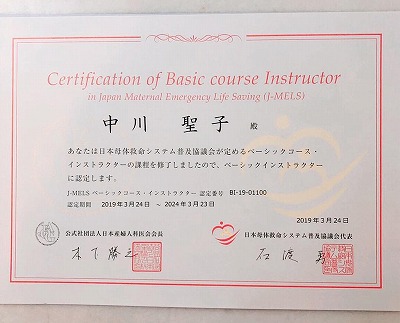 Certification of Basic course Instructor
in Japan Maternal Emergency Life Saving (J-MELS)
中川 聖子 殿
あなたは日本母体救命システム普及協議会が定めるベーシックコース・
インストラクターの課程を修了しましたので、ベーシックインストラクター
に認定します。
J-MELS ベーシックコース・インストラクター 認定番号 BI-19-01100
認定期間 2019年3月24日 ～ 2024年3月23日
2019年3月24日
公益社団法人日本産婦人科医会会長
日本母体救命システム普及協議会代表
木下勝之
石渡 勇